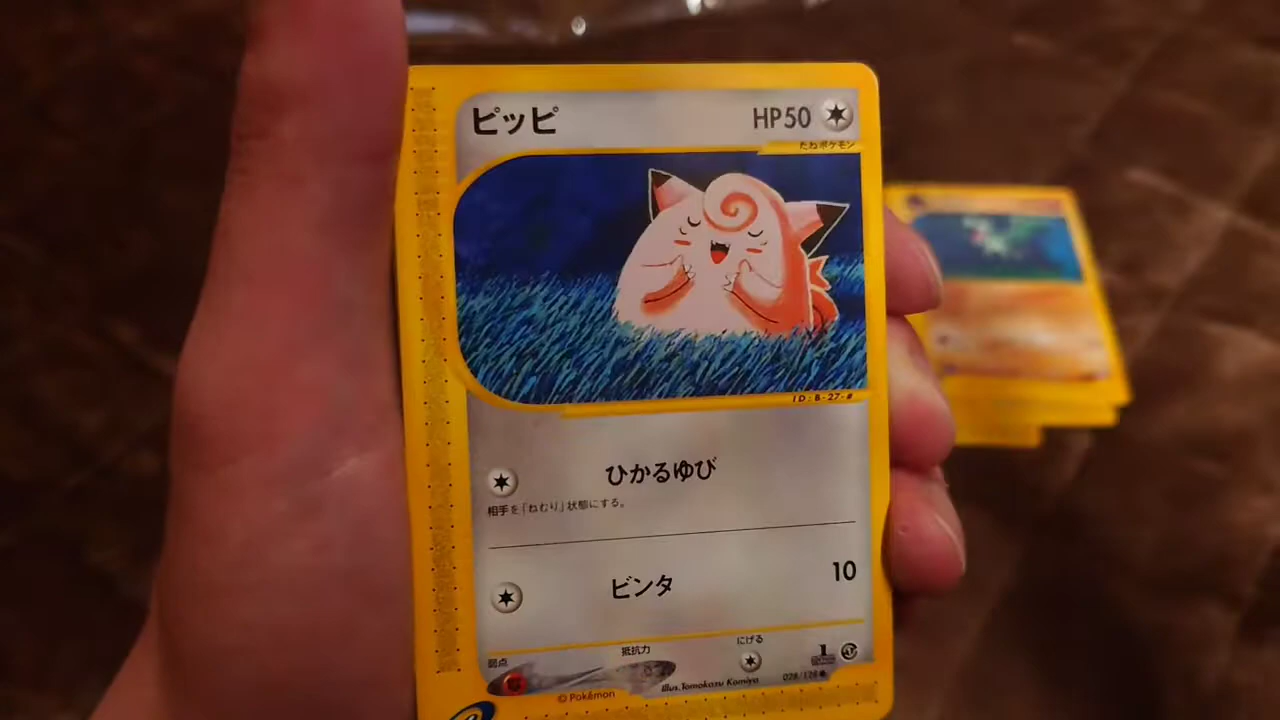 ピッピ
HP50
たねポケモン
ID:B-27-#
ひかるゆび
相手を「ねむり」状態にする。
ビンタ
10
弱点
抵抗力
にげる
1
EDITION
©Pokémon
Illus.Tomokazu Komiya
028/128